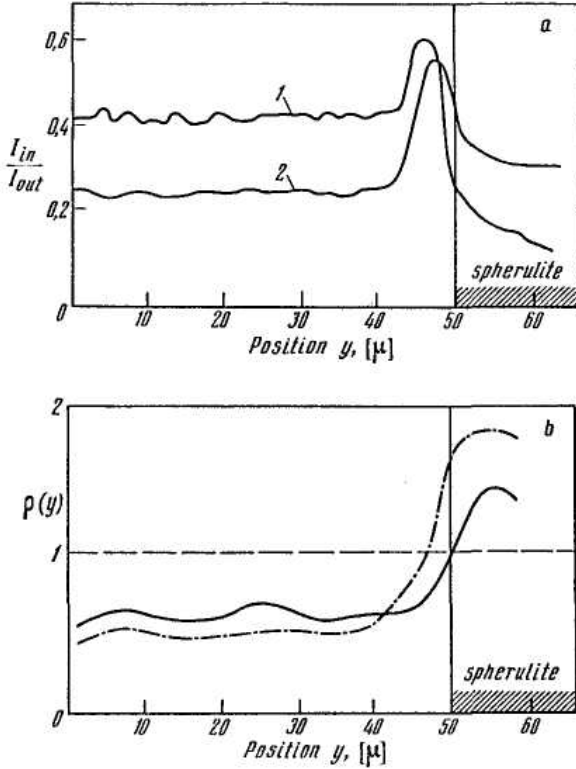 a
0,6
1
0,4
I_in
I_out
2
0,2
spherulite
0
0 10 20 30 40 50 60
Position y, [μ]
2
b
ρ(y)
1
spherulite
0
10 20 30 40 50 60
Position y, [μ]